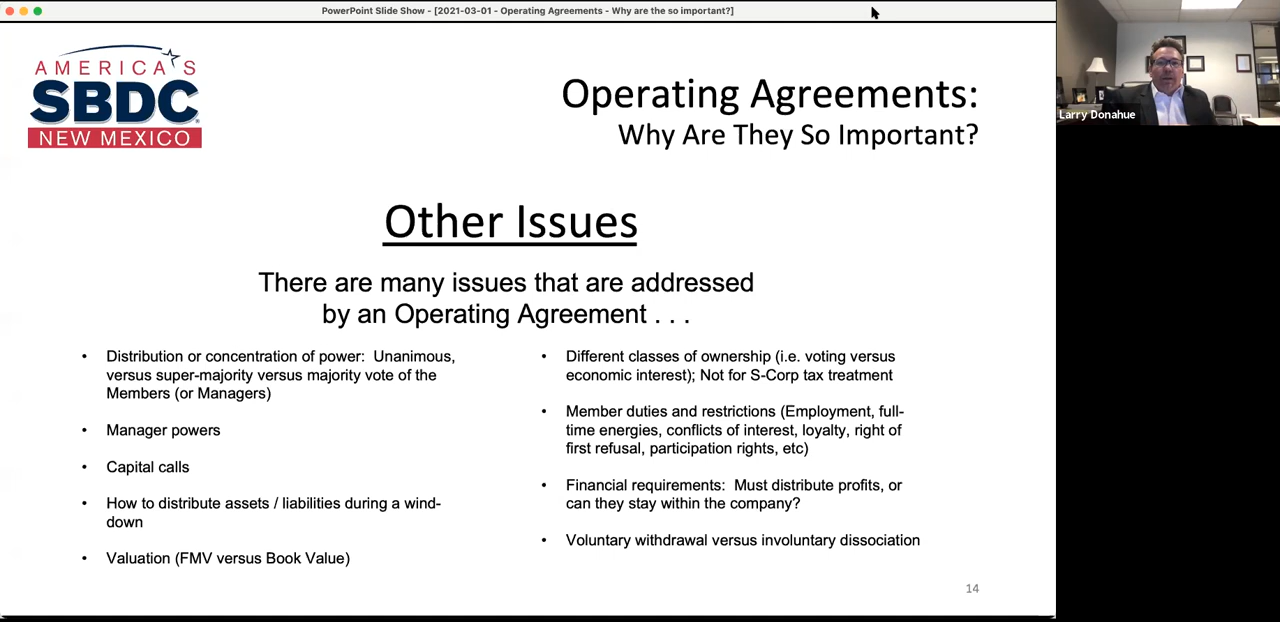 PowerPoint Slide Show - [2021-03-01 - Operating Agreements - Why are the so important?]
AMERICA'S
SBDC
NEW MEXICO
Operating Agreements:
Why Are They So Important?
Other Issues
There are many issues that are addressed
by an Operating Agreement . . .
• Distribution or concentration of power: Unanimous,
versus super-majority versus majority vote of the
Members (or Managers)
• Manager powers
• Capital calls
• How to distribute assets / liabilities during a wind-
down
• Valuation (FMV versus Book Value)
• Different classes of ownership (i.e. voting versus
economic interest); Not for S-Corp tax treatment
• Member duties and restrictions (Employment, full-
time energies, conflicts of interest, loyalty, right of
first refusal, participation rights, etc)
• Financial requirements: Must distribute profits, or
can they stay within the company?
• Voluntary withdrawal versus involuntary dissociation
14
Larry Donahue